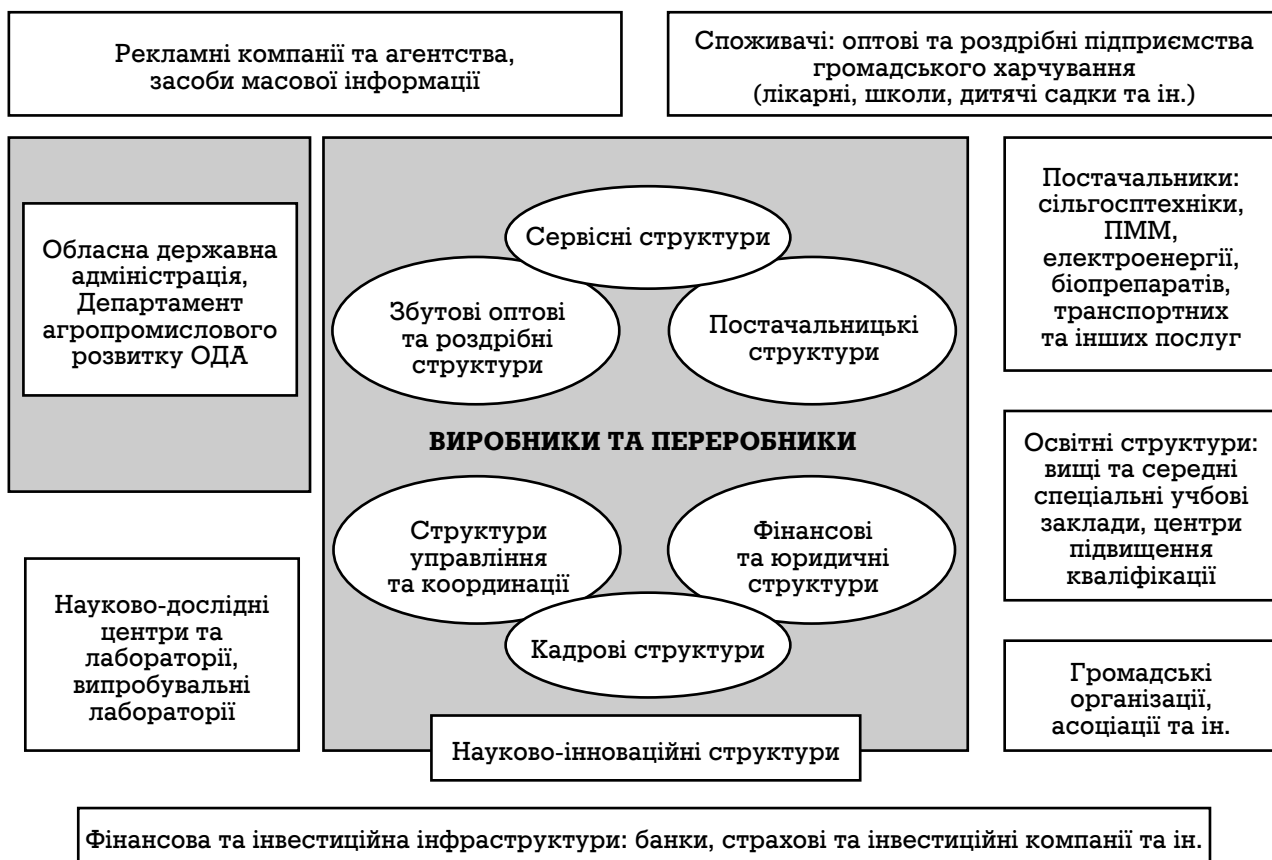 Рекламні компанії та агентства,
засоби масової інформації
Споживачі: оптові та роздрібні підприємства
громадського харчування
(лікарні, школи, дитячі садки та ін.)
Обласна державна
адміністрація,
Департамент
агропромислового
розвитку ОДА
Сервісні структури
Збутові оптові
та роздрібні
структури
Постачальницькі
структури
ВИРОБНИКИ ТА ПЕРЕРОБНИКИ
Структури
управління
та координації
Фінансові
та юридичні
структури
Кадрові структури
Науково-інноваційні структури
Постачальники:
сільгосптехніки,
ПММ,
електроенергії,
біопрепаратів,
транспортних
та інших послуг
Освітні структури:
вищі та середні
спеціальні учбові
заклади, центри
підвищення
кваліфікації
Науково-дослідні
центри та
лабораторії,
випробувальні
лабораторії
Громадські
організації,
асоціації та ін.
Фінансова та інвестиційна інфраструктури: банки, страхові та інвестиційні компанії та ін.